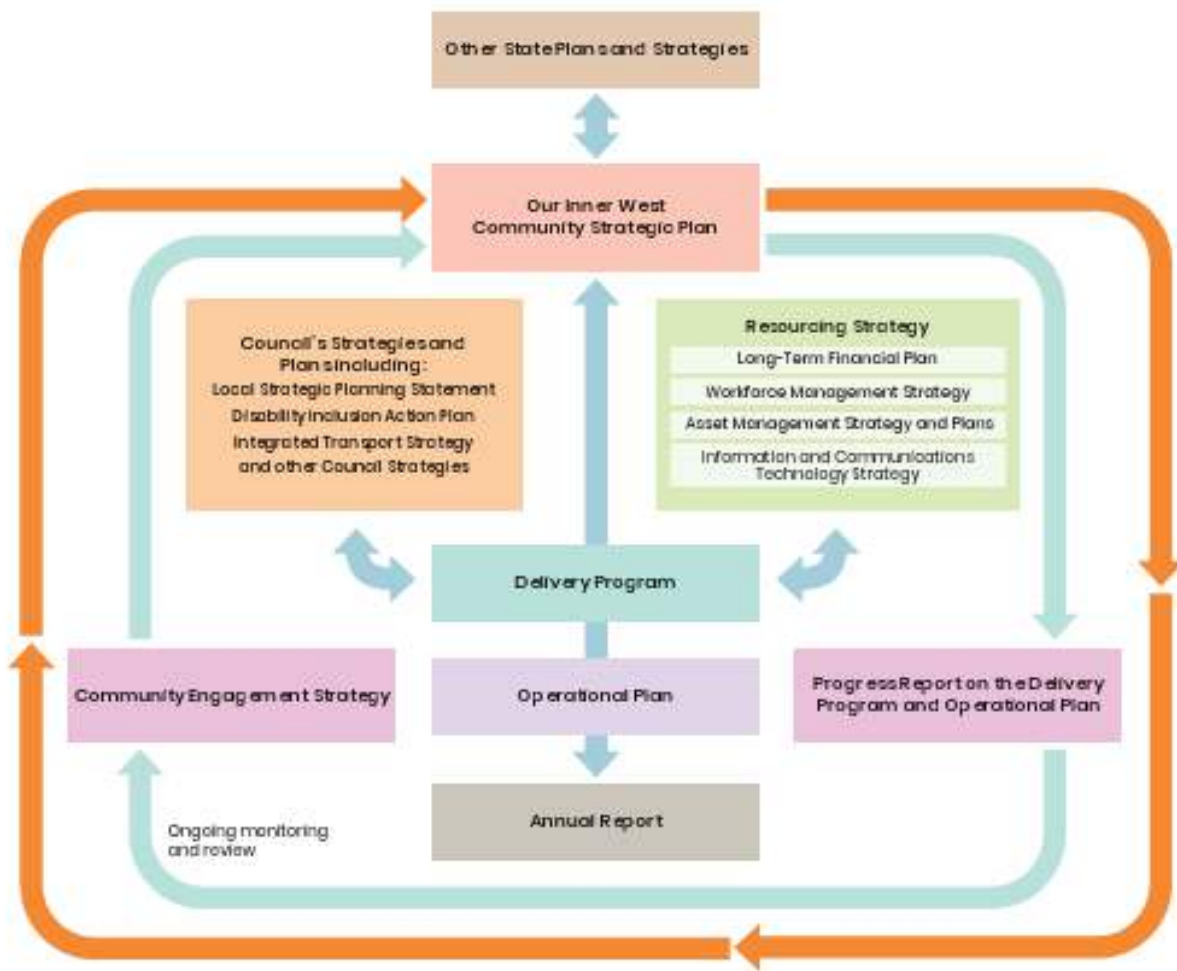 Other State Plans and Strategies
Our Inner West
Community Strategic Plan
Council's Strategies and
Plans including:
Local Strategic Planning Statement
Disability Inclusion Action Plan
Integrated Transport Strategy
and other Council Strategies
Resourcing Strategy
Long-Term Financial Plan
Workforce Management Strategy
Asset Management Strategy and Plans
Information and Communications
Technology Strategy
Delivery Program
Community Engagement Strategy
Operational Plan
Progress Report on the Delivery
Program and Operational Plan
Annual Report
Ongoing monitoring
and review